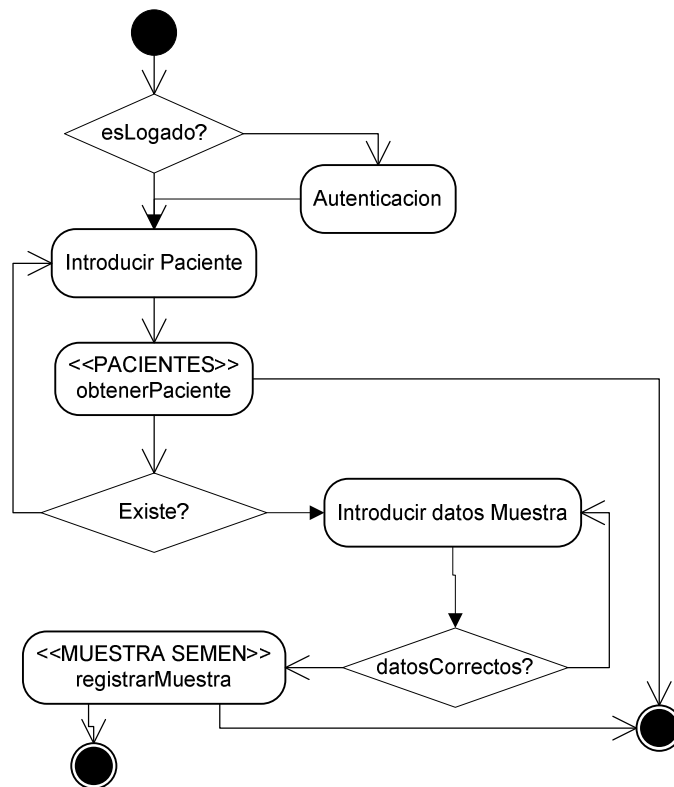 esLogado?
Autenticacion
Introducir Paciente
<<PACIENTES>>
obtenerPaciente
Existe?
Introducir datos Muestra
<<MUESTRA SEMEN>>
registrarMuestra
datosCorrectos?